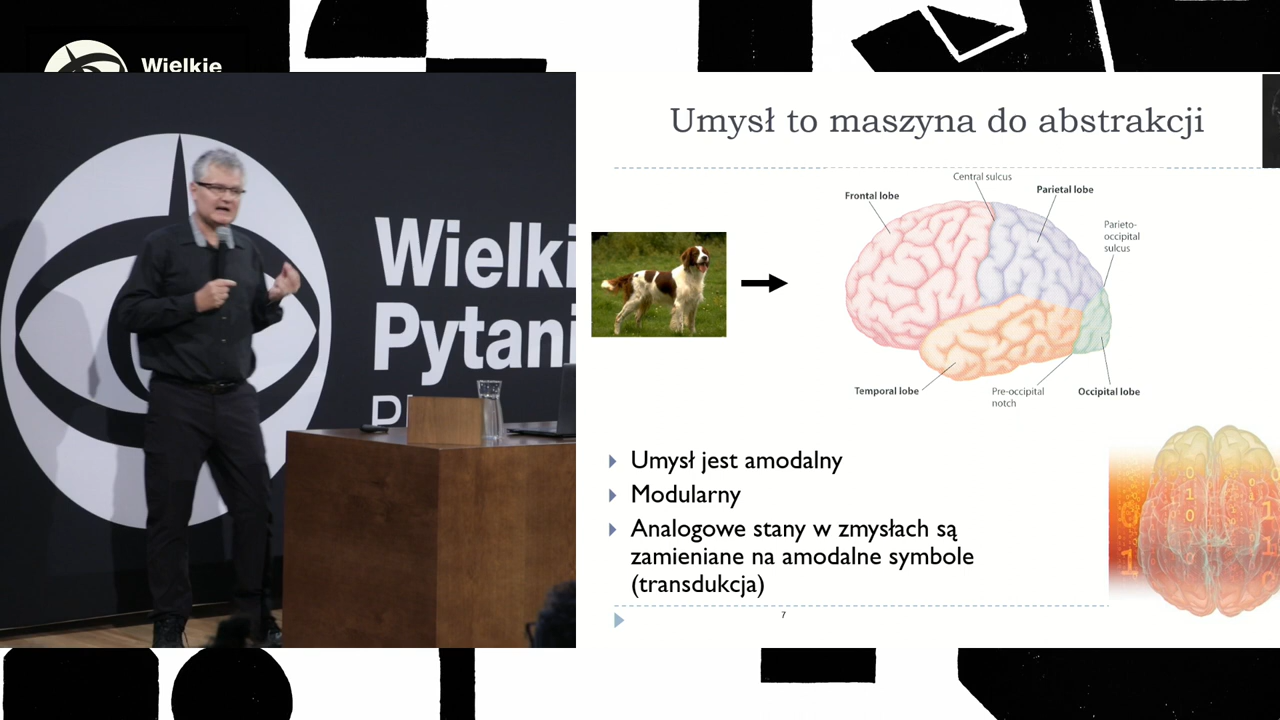 Wielkie
Wielki
Pytani
Umysł to maszyna do abstrakcji
Central sulcus
Frontal lobe
Parietal lobe
Parieto-
occipital
sulcus
Temporal lobe
Pre-occipital
notch
Occipital lobe
Umysł jest amodalny
Modularny
Analogowe stany w zmysłach są
zamieniane na amodalne symbole
(transdukcja)
7